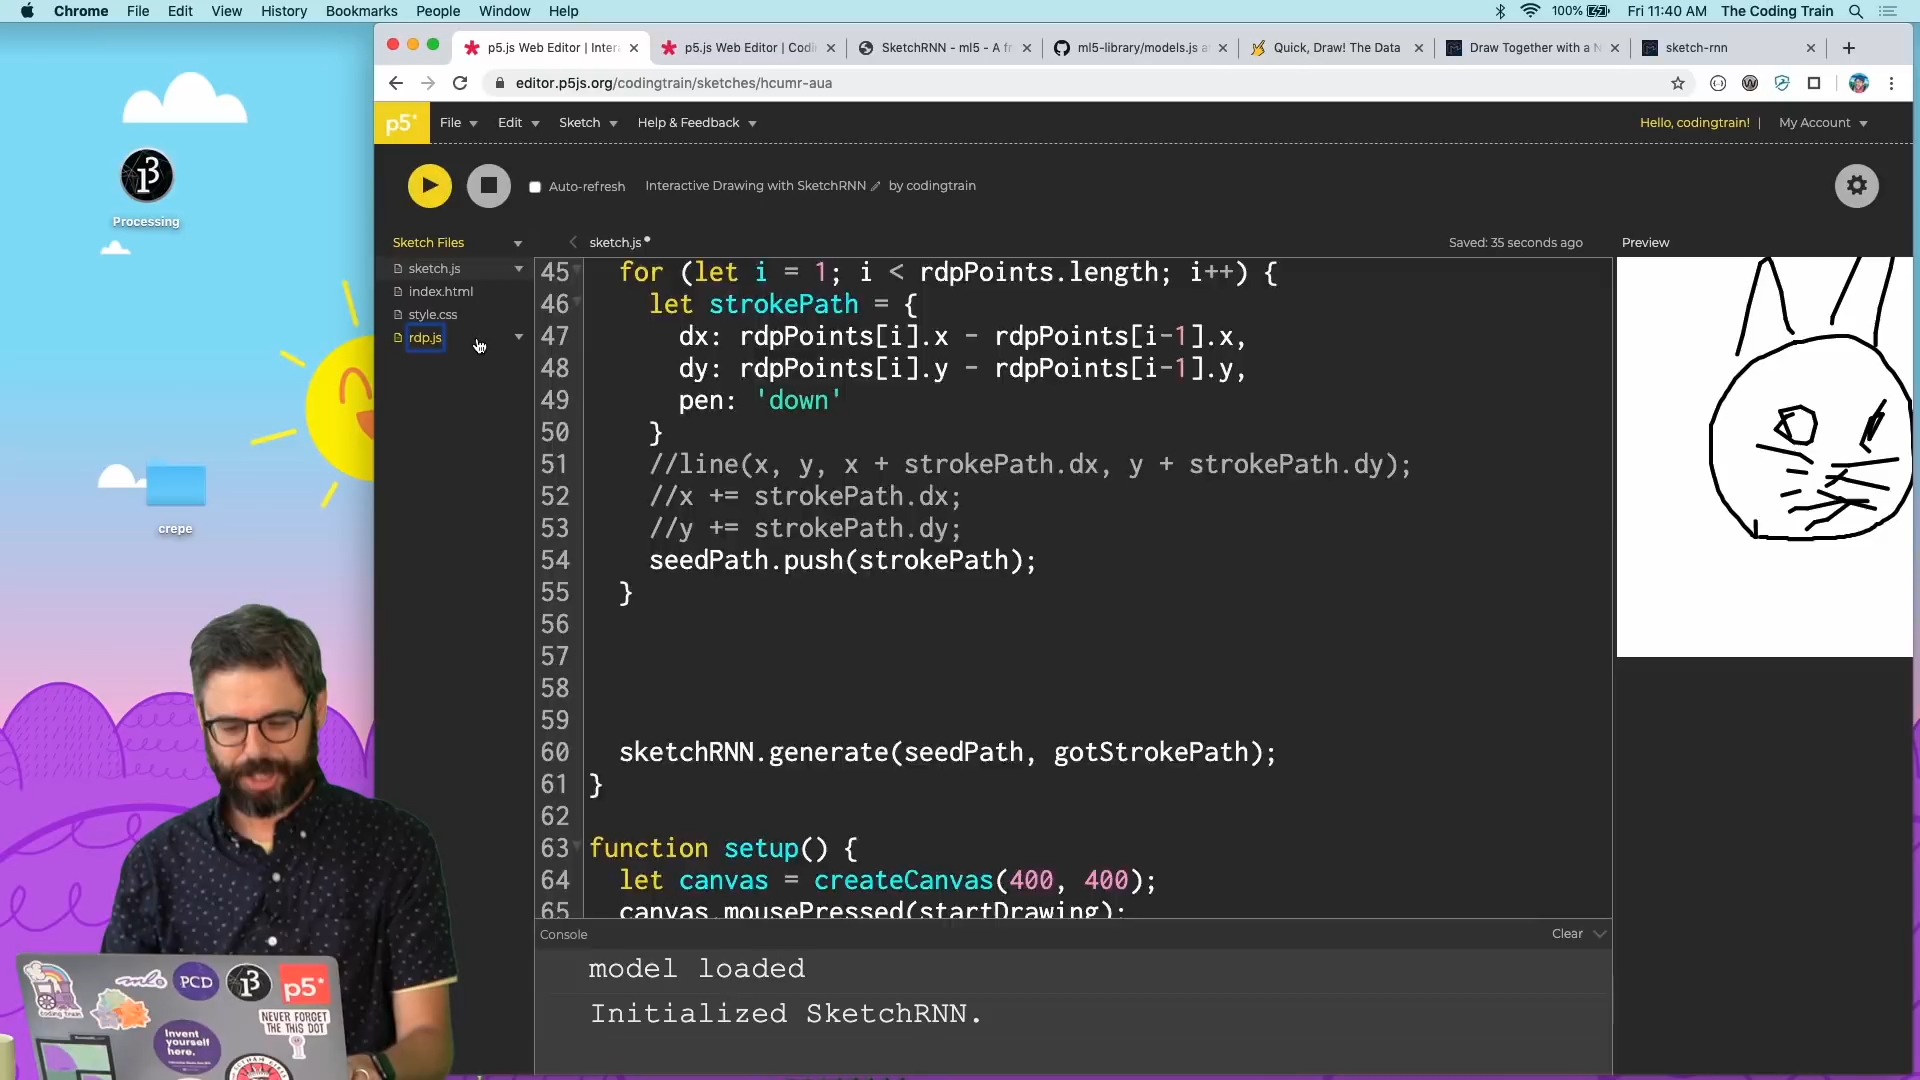 Chrome File Edit View History Bookmarks People Window Help 100% Fri 11:40 AM The Coding Train
p5.js Web Editor | Inter p5.js Web Editor | Codi SketchRNN - ml5 - A fr ml5-library/models.js a Quick, Draw! The Data Draw Together with a N sketch-rnn
editor.p5js.org/codingtrain/sketches/hcumr-aua
p5* File Edit Sketch Help & Feedback Hello, codingtrain! | My Account
Auto-refresh Interactive Drawing with SketchRNN by codingtrain
Sketch Files sketch.js Saved: 35 seconds ago Preview
sketch.js
index.html
style.css
rdp.js
Processing
crepe
45 for (let i = 1; i < rdpPoints.length; i++) {
46 let strokePath = {
47 dx: rdpPoints[i].x - rdpPoints[i-1].x,
48 dy: rdpPoints[i].y - rdpPoints[i-1].y,
49 pen: 'down'
50 }
51 //line(x, y, x + strokePath.dx, y + strokePath.dy);
52 //x += strokePath.dx;
53 //y += strokePath.dy;
54 seedPath.push(strokePath);
55 }
56
57
58
59
60 sketchRNN.generate(seedPath, gotStrokePath);
61 }
62
63 function setup() {
64 let canvas = createCanvas(400, 400);
65 canvas.mousePressed(startDrawing);
Console Clear
model loaded
Initialized SketchRNN.
coding train
PCD
p5*
NEVER FORGET
THE THIS DOT
Invent
yourself
here.